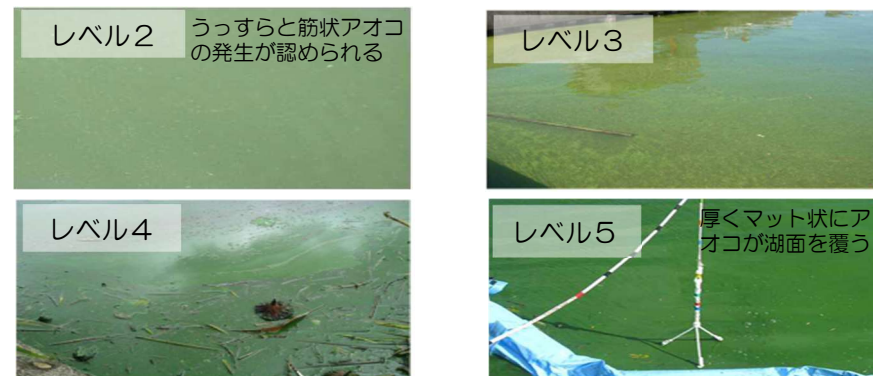 レベル2
うっすらと筋状アオコ
の発生が認められる
レベル3
レベル4
レベル5
厚くマット状にア
オコが湖面を覆う